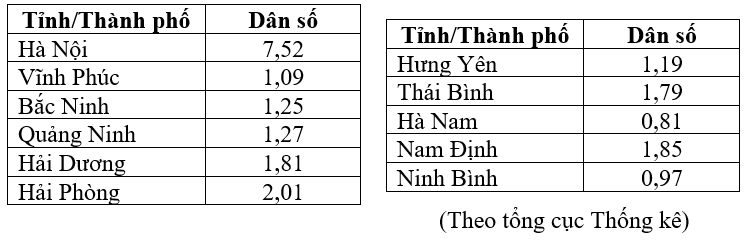 Tỉnh/Thành phố Dân số
Hà Nội 7,52
Vĩnh Phúc 1,09
Bắc Ninh 1,25
Quảng Ninh 1,27
Hải Dương 1,81
Hải Phòng 2,01
Tỉnh/Thành phố Dân số
Hưng Yên 1,19
Thái Bình 1,79
Hà Nam 0,81
Nam Định 1,85
Ninh Bình 0,97
(Theo tổng cục Thống kê)